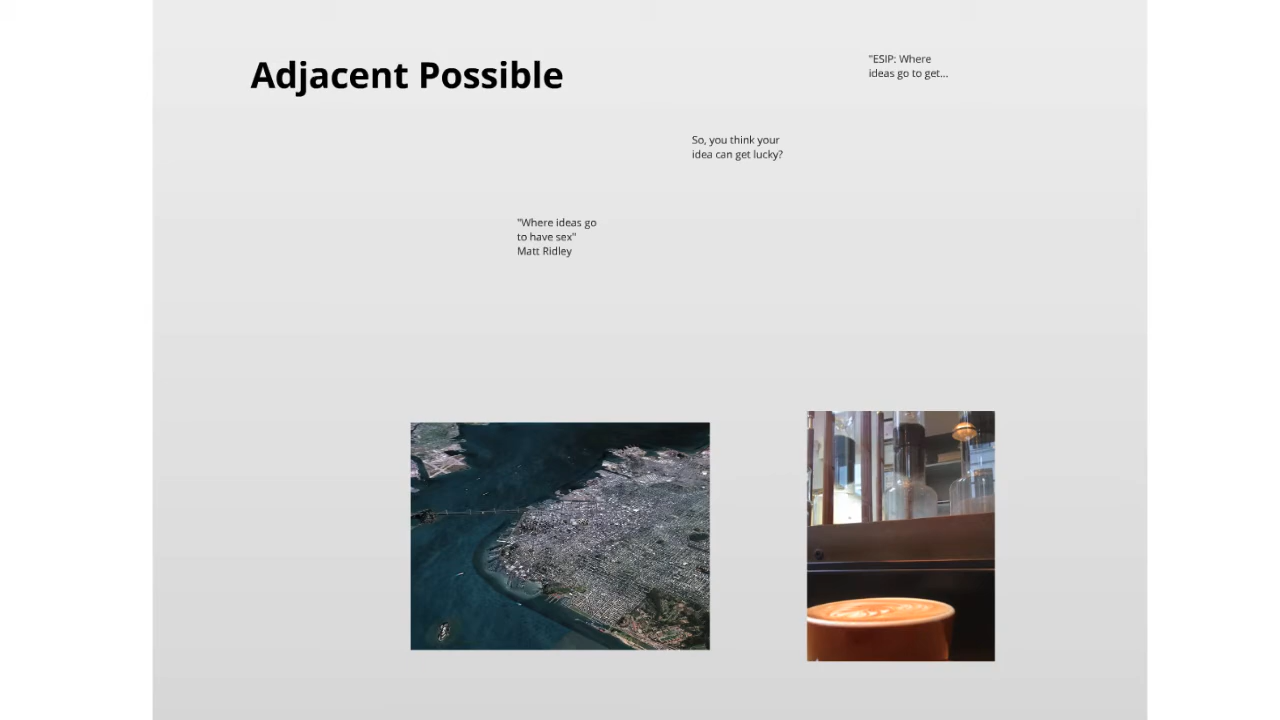 Adjacent Possible
"ESIP: Where
ideas go to get...
So, you think your
idea can get lucky?
"Where ideas go
to have sex"
Matt Ridley